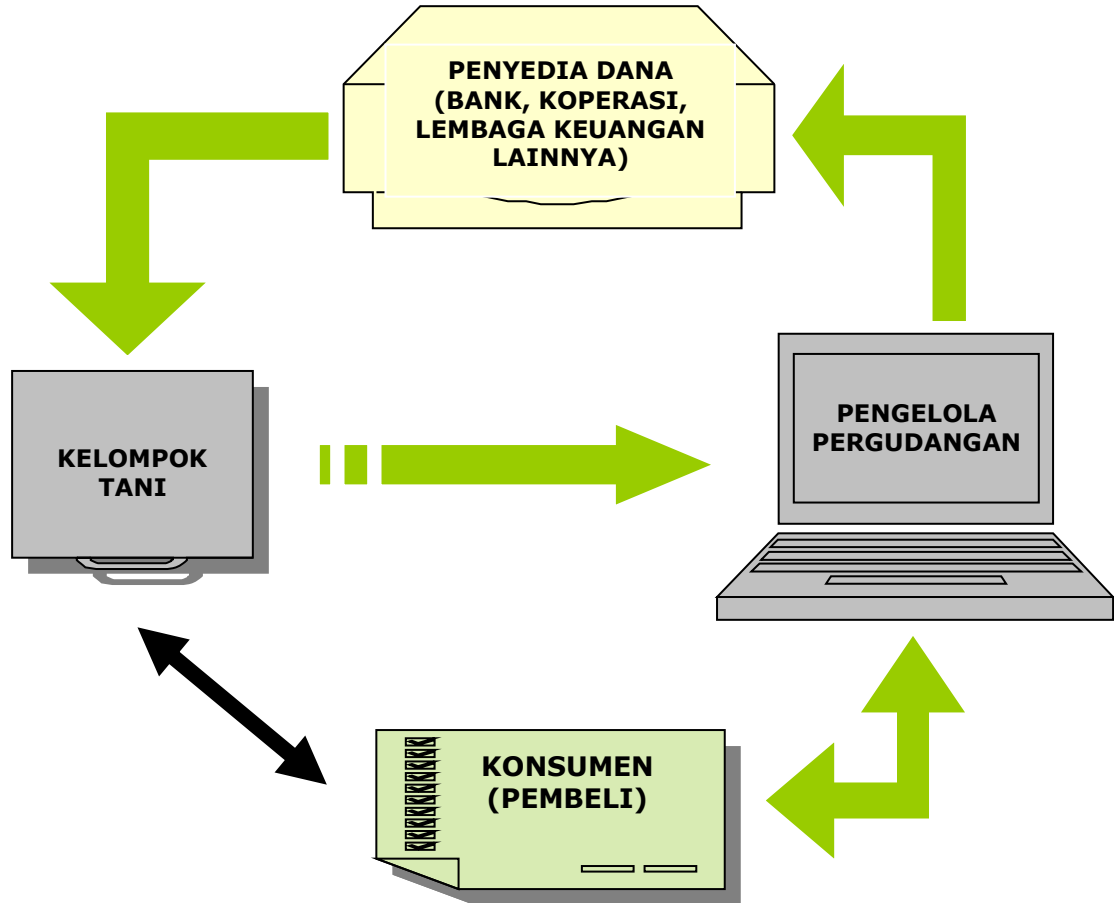 PENYEDIA DANA
(BANK, KOPERASI,
LEMBAGA KEUANGAN
LAINNYA)
KELOMPOK
TANI
PENGELOLA
PERGUDANGAN
KONSUMEN
(PEMBELI)